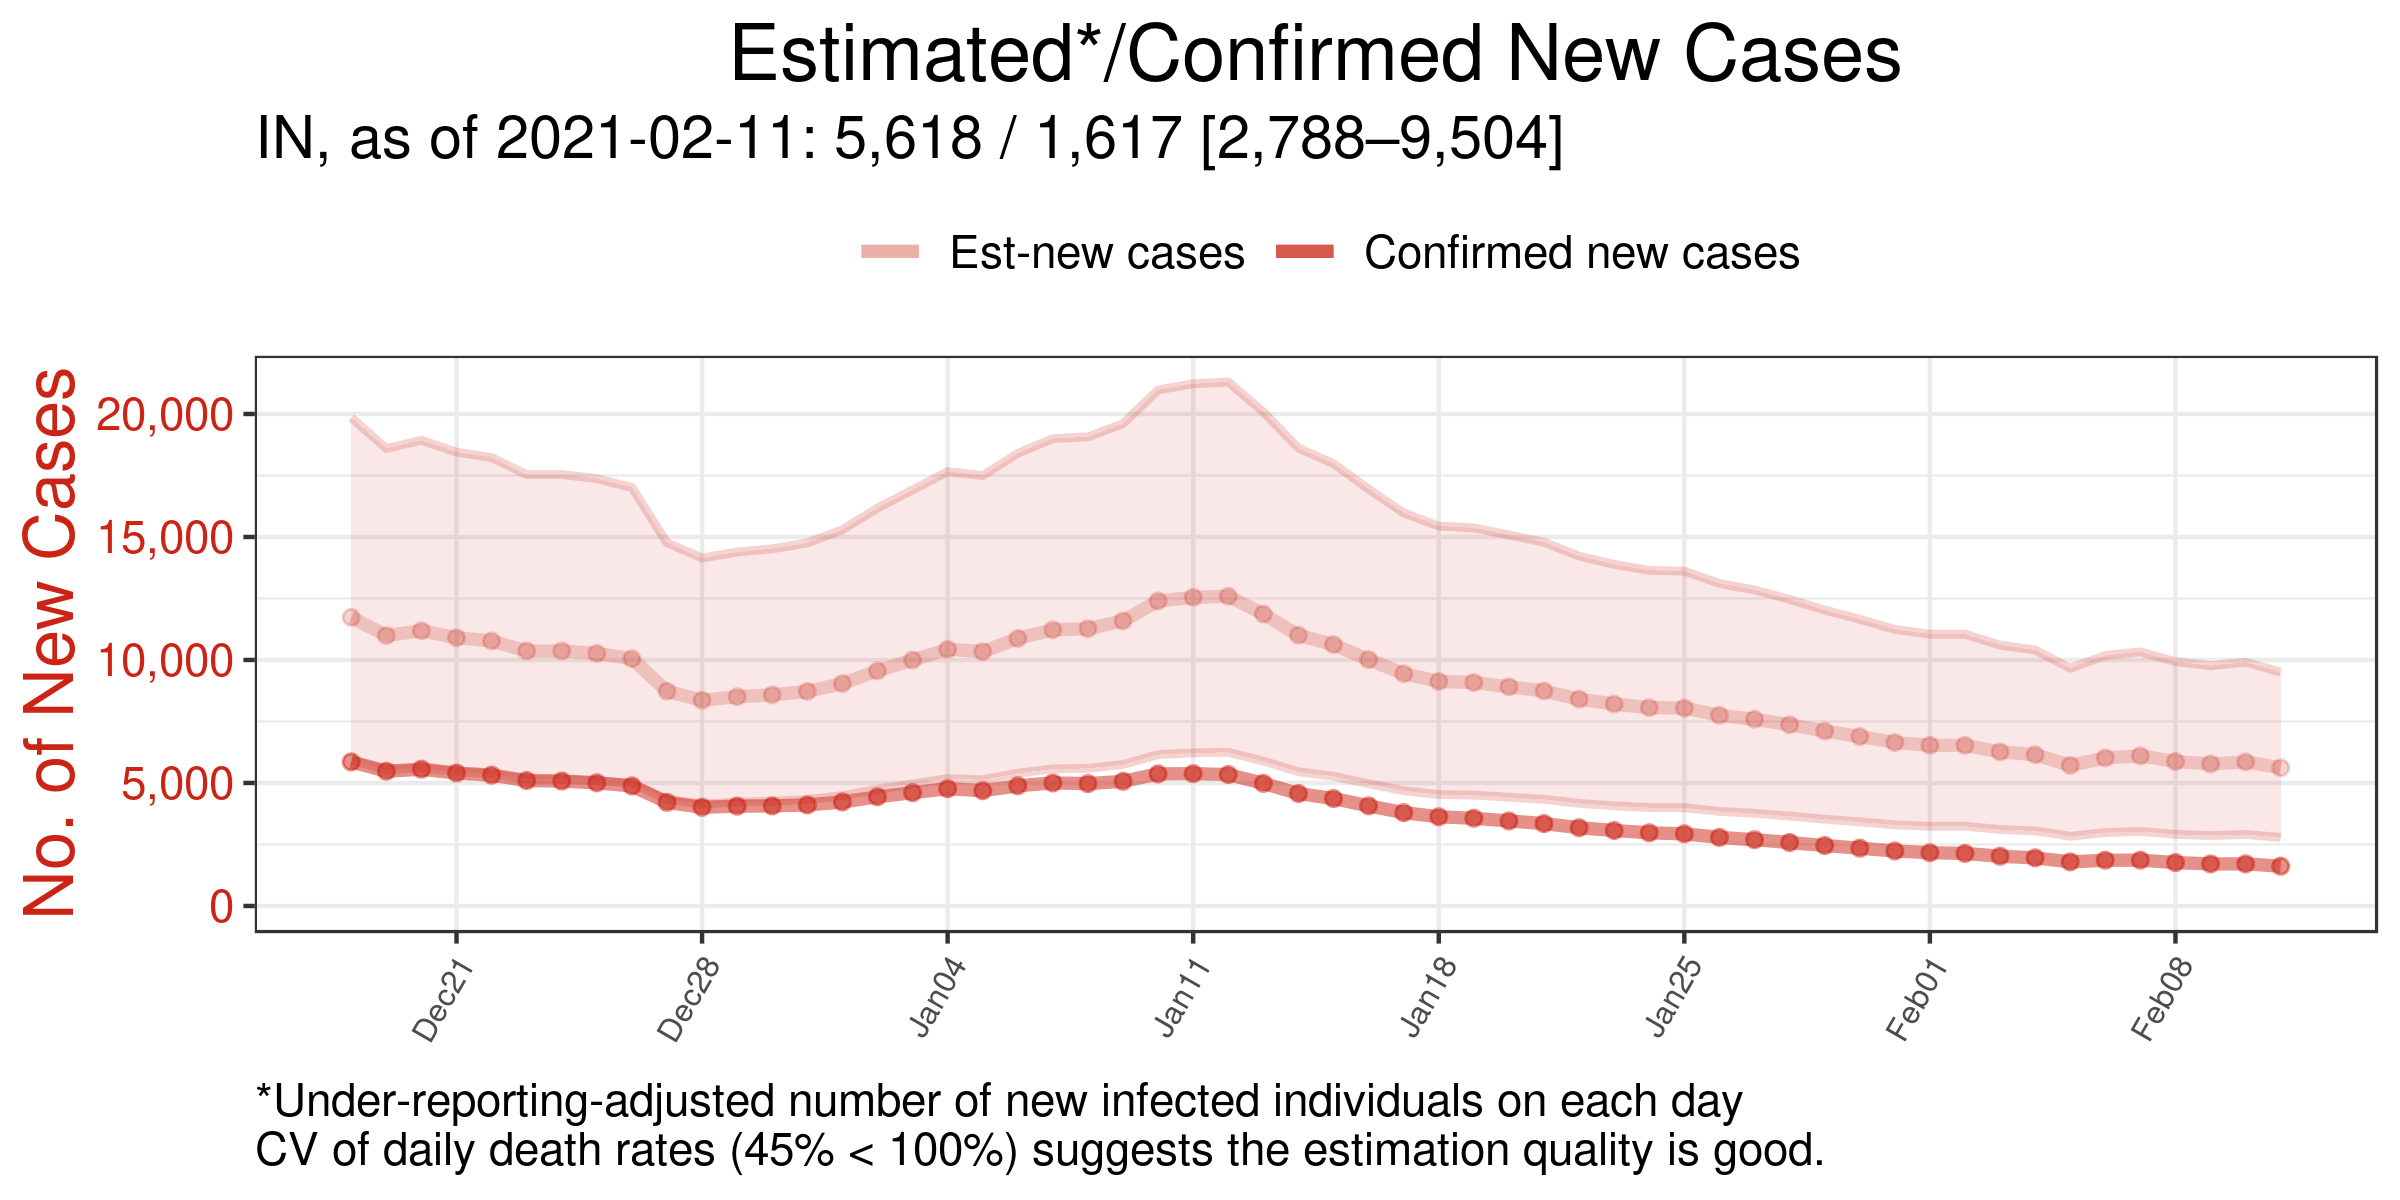 Estimated*/Confirmed New Cases
IN, as of 2021-02-11: 5,618 / 1,617 [2,788–9,504]
Est-new cases
Confirmed new cases
No. of New Cases
20,000
15,000
10,000
5,000
0
Dec21
Dec28
Jan04
Jan11
Jan18
Jan25
Feb01
Feb08
*Under-reporting-adjusted number of new infected individuals on each day
CV of daily death rates (45% < 100%) suggests the estimation quality is good.